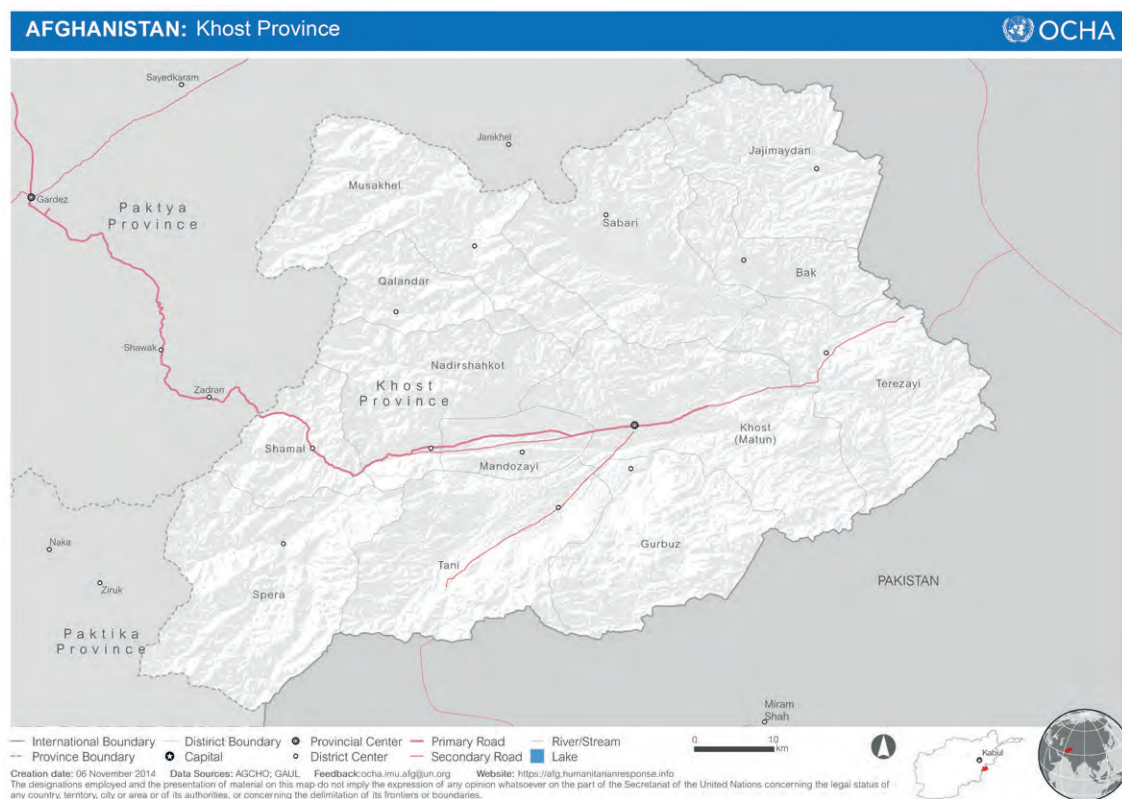 AFGHANISTAN: Khost Province
OCHA
Sayedkaram
Janikhel
Jajimaydan
Musakhel
Gardez
Paktya
Province
Sabari
Bak
Qalandar
Shawak
Nadirshahkot
Khost
Province
Zadran
Terezayi
Khost
(Matun)
Shamal
Mandozayi
Gurbuz
Naka
Tani
Ziruk
Spera
PAKISTAN
Paktika
Province
Miram
Shah
International Boundary District Boundary Provincial Center Primary Road River/Stream 0 10
km
Province Boundary Capital District Center Secondary Road Lake
Kabul
Creation date: 06 November 2014 Data Sources: AGCHO; GAUL Feedback:ocha.imu.afg@un.org Website: https://afg.humanitarianresponse.info
The designations employed and the presentation of material on this map do not imply the expression of any opinion whatsoever on the part of the Secretariat of the United Nations concerning the legal status of
any country, territory, city or area or of its authorities, or concerning the delimitation of its frontiers or boundaries.